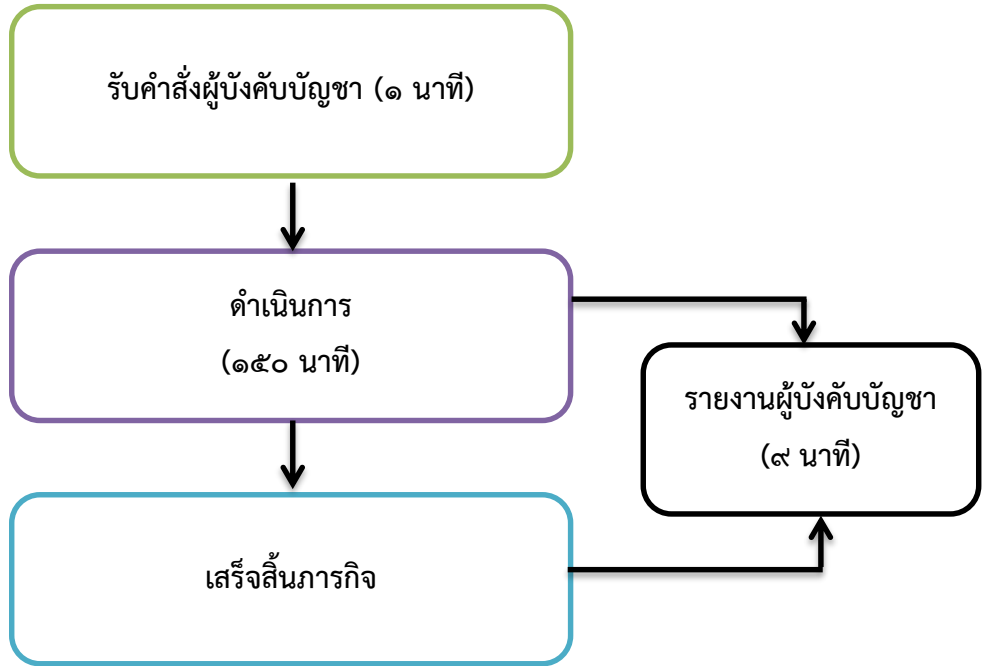 รับคำสั่งผู้บังคับบัญชา (๑ นาที)
ดำเนินการ
(๑๕๐ นาที)
รายงานผู้บังคับบัญชา
(๙ นาที)
เสร็จสิ้นภารกิจ